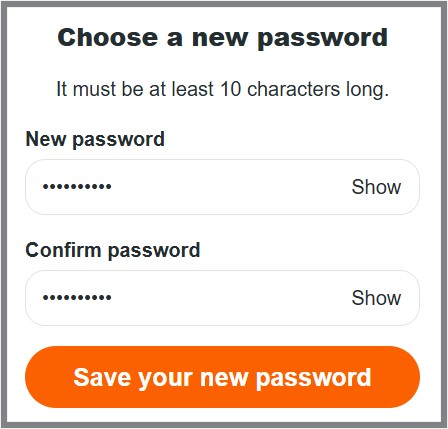 Choose a new password
It must be at least 10 characters long.
New password
•••••••••• Show
Confirm password
•••••••••• Show
Save your new password